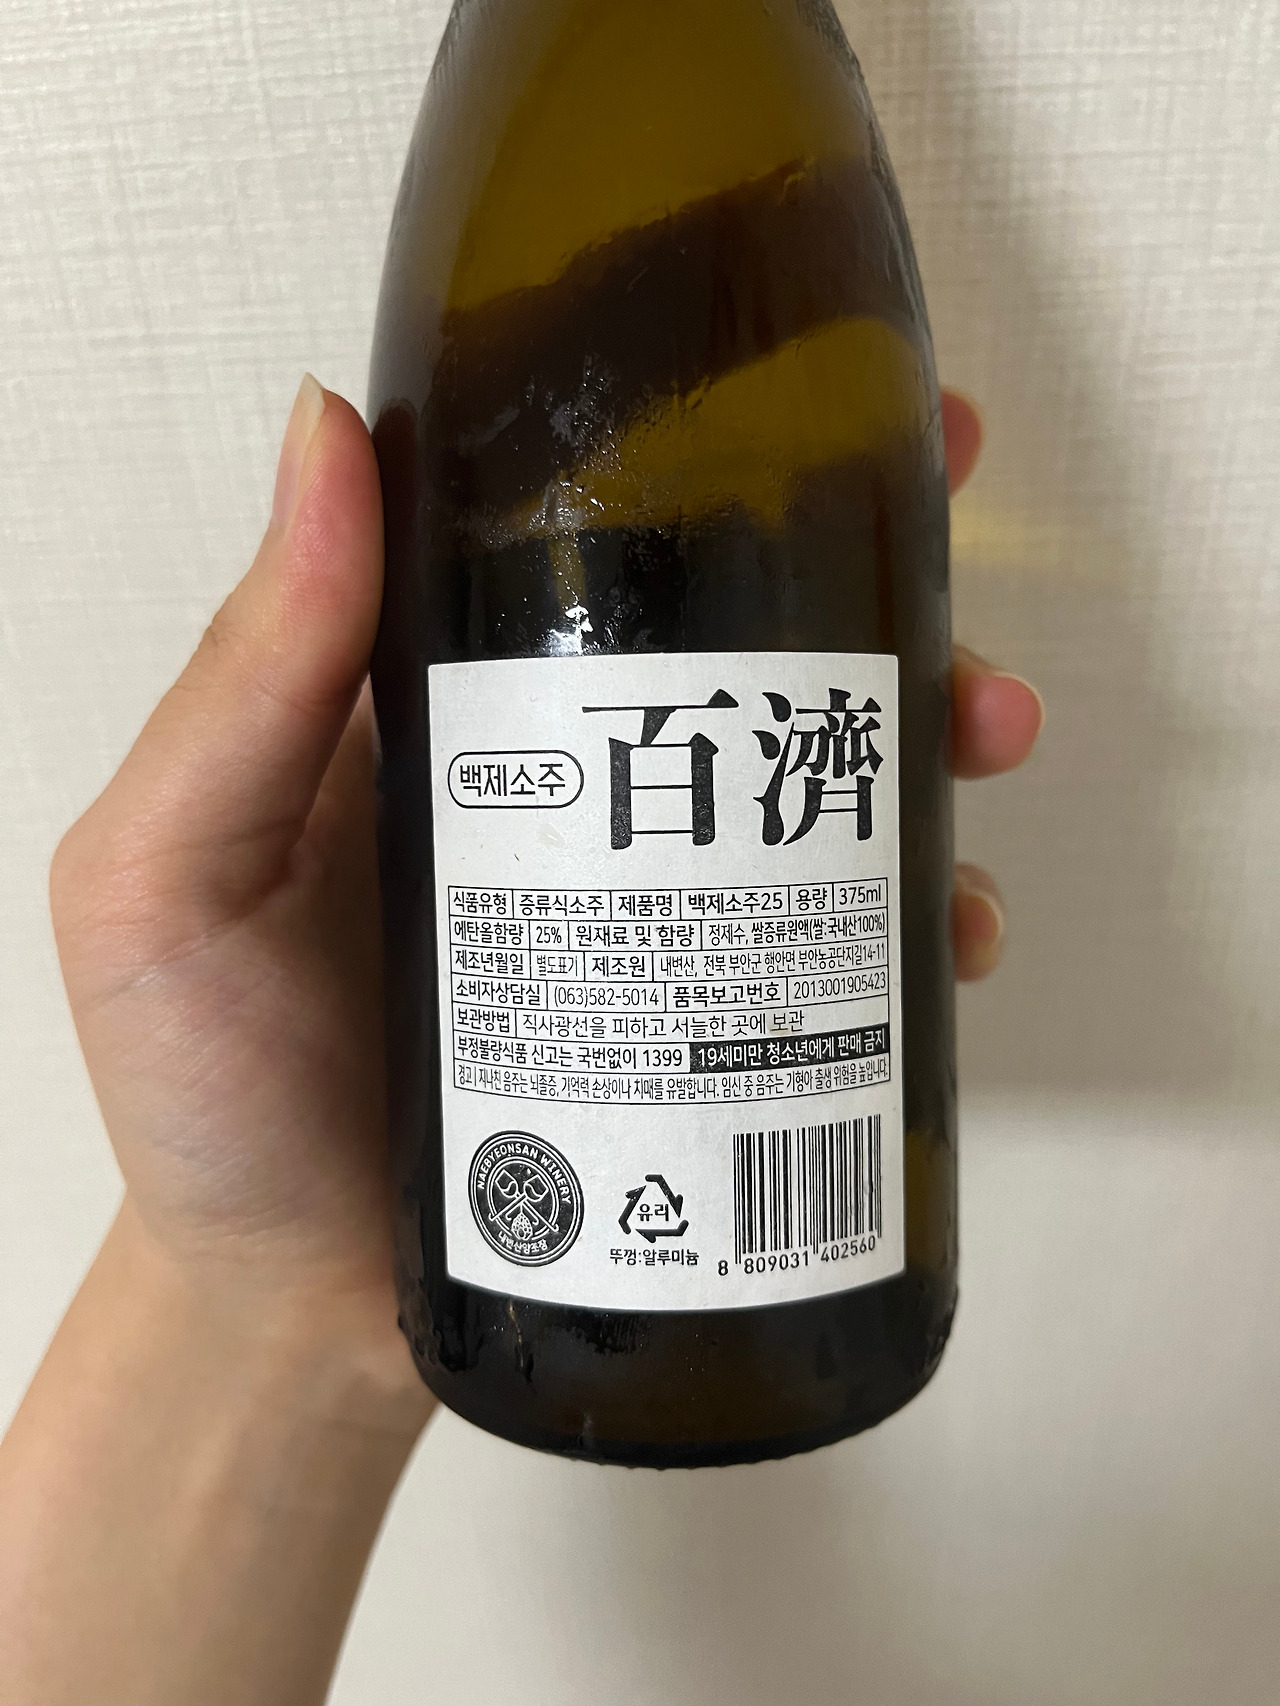 백제소주 百濟
식품유형 증류식소주 제품명 백제소주25 용량 375ml
에탄올함량 25% 원재료 및 함량 정제수, 쌀증류원액(쌀:국내산100%)
제조년월일 별도표기 제조원 내변산, 전북 부안군 행안면 부안농공단지길14-11
소비자상담실 (063)582-5014 품목보고번호 2013001905423
보관방법 직사광선을 피하고 서늘한 곳에 보관
부정불량식품 신고는 국번없이 1399 19세미만 청소년에게 판매 금지
경고 지나친 음주는 뇌졸중, 기억력 손상이나 치매를 유발합니다. 임신 중 음주는 기형아 출생 위험을 높입니다.
NAEBYEONSAN WINERY
내변산양조장
유리
뚜껑:알루미늄
8 809031 402560